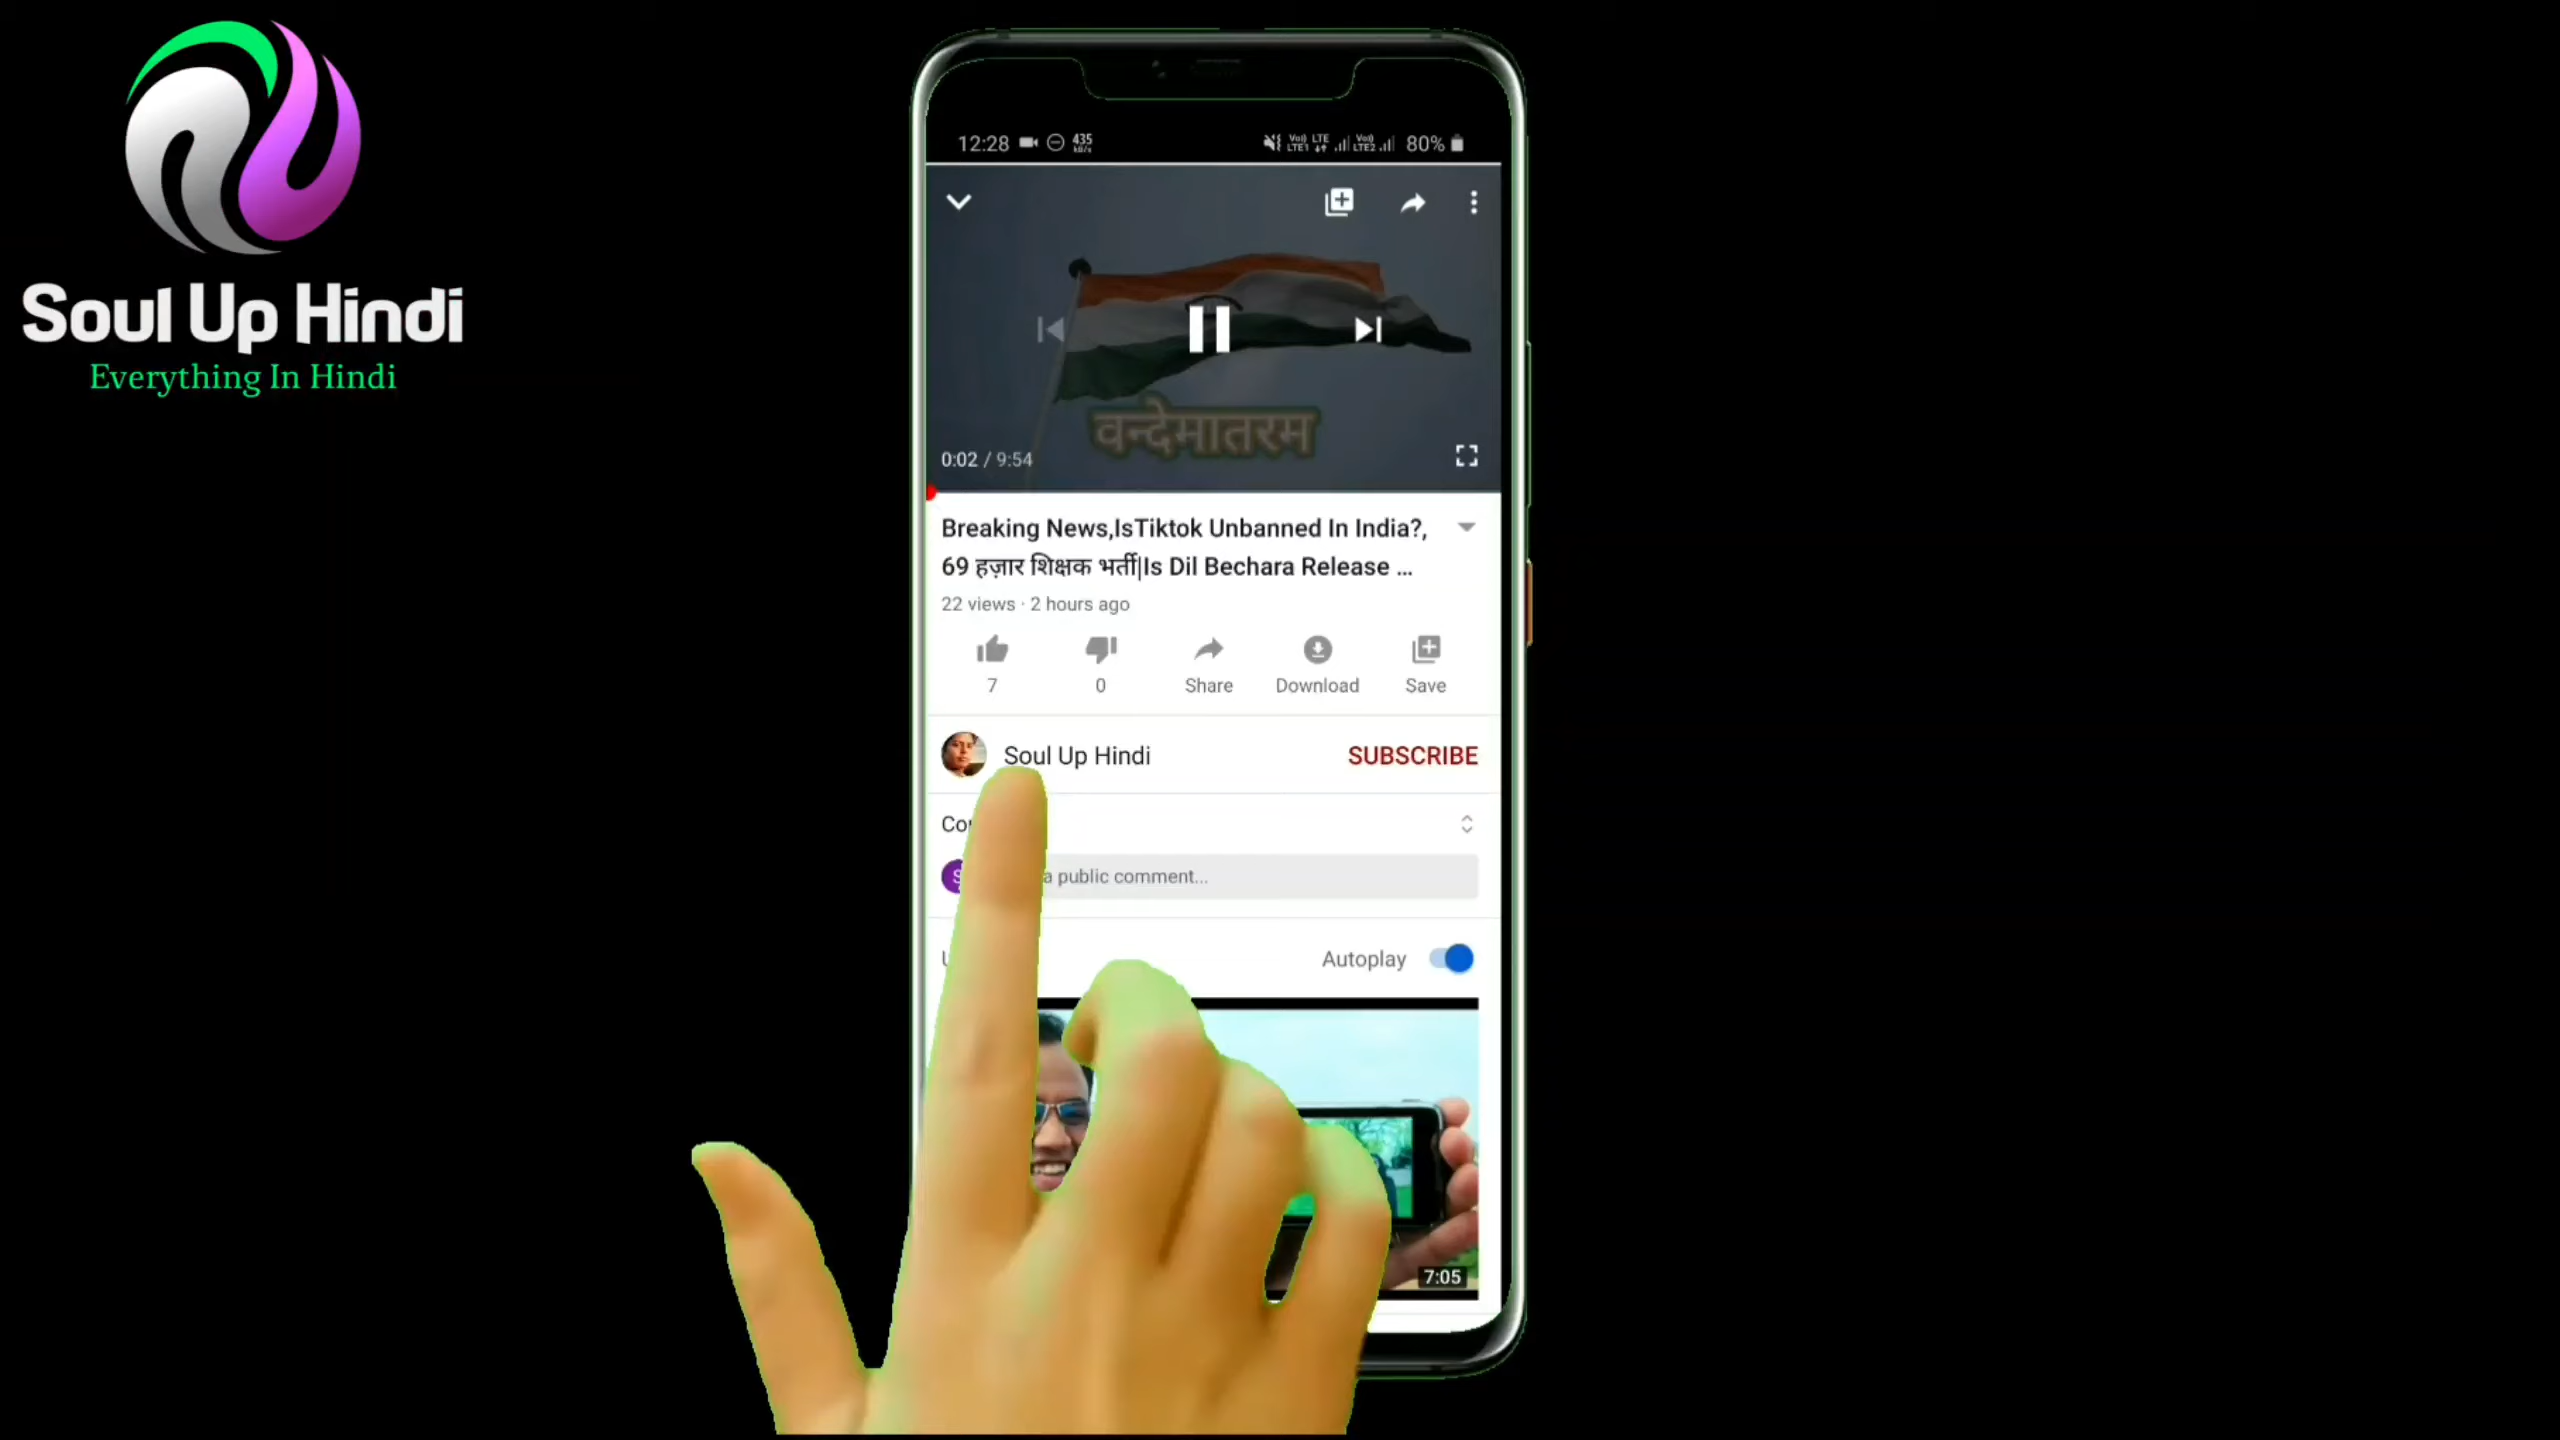 Soul Up Hindi
Everything In Hindi
12:28
435
80%
वन्देमातरम
0:02 / 9:54
Breaking News,IsTiktok Unbanned In India?,
69 हज़ार शिक्षक भर्ती|Is Dil Bechara Release ...
22 views · 2 hours ago
7 0 Share Download Save
Soul Up Hindi SUBSCRIBE
a public comment...
Autoplay
7:05